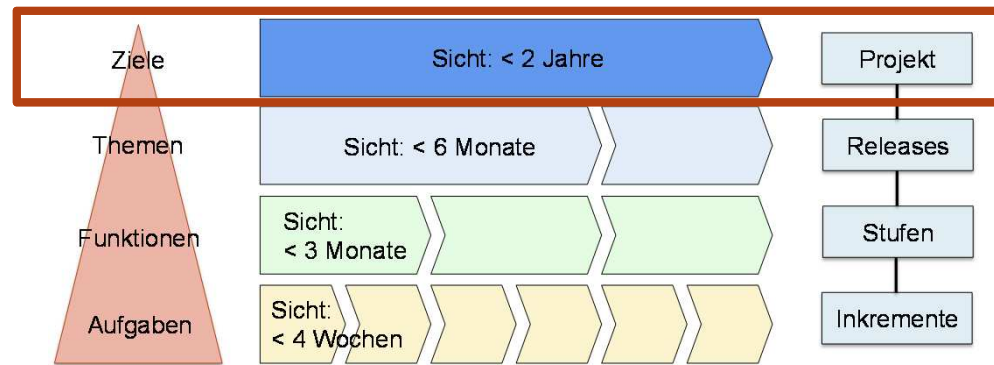 Ziele
Sicht: < 2 Jahre
Projekt
Themen
Sicht: < 6 Monate
Releases
Funktionen
Sicht:
< 3 Monate
Stufen
Aufgaben
Sicht:
< 4 Wochen
Inkremente